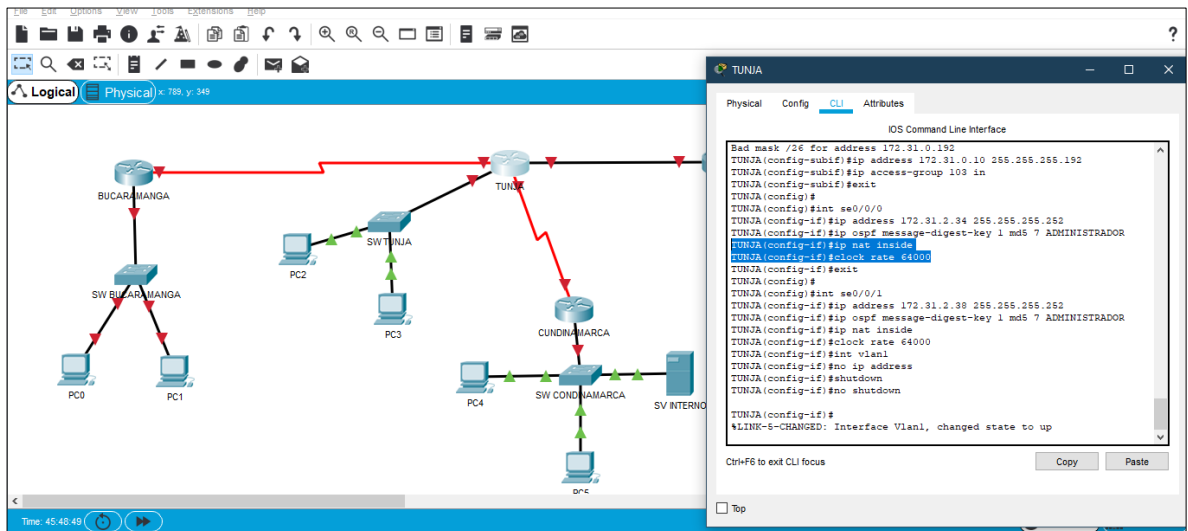 File Edit Options View Tools Extensions Help
?
Logical Physical x: 789, y: 349
BUCARAMANGA
TUNJA
SW TUNJA
PC2
SW BUCARAMANGA
PC3
CUNDINAMARCA
PC0
PC1
PC4
SW CONDINAMARCA
SV INTERNO
PC5
Time: 45:48:49
TUNJA
Physical Config CLI Attributes
IOS Command Line Interface
Bad mask /26 for address 172.31.0.192
TUNJA(config-subif)#ip address 172.31.0.10 255.255.255.192
TUNJA(config-subif)#ip access-group 103 in
TUNJA(config-subif)#exit
TUNJA(config)#
TUNJA(config)#int se0/0/0
TUNJA(config-if)#ip address 172.31.2.34 255.255.255.252
TUNJA(config-if)#ip ospf message-digest-key 1 md5 7 ADMINISTRADOR
TUNJA(config-if)#ip nat inside
TUNJA(config-if)#clock rate 64000
TUNJA(config-if)#exit
TUNJA(config)#
TUNJA(config)#int se0/0/1
TUNJA(config-if)#ip address 172.31.2.38 255.255.255.252
TUNJA(config-if)#ip ospf message-digest-key 1 md5 7 ADMINISTRADOR
TUNJA(config-if)#ip nat inside
TUNJA(config-if)#clock rate 64000
TUNJA(config-if)#int vlan1
TUNJA(config-if)#no ip address
TUNJA(config-if)#shutdown
TUNJA(config-if)#no shutdown
TUNJA(config-if)#
%LINK-5-CHANGED: Interface Vlan1, changed state to up
Ctrl+F6 to exit CLI focus
Copy
Paste
Top